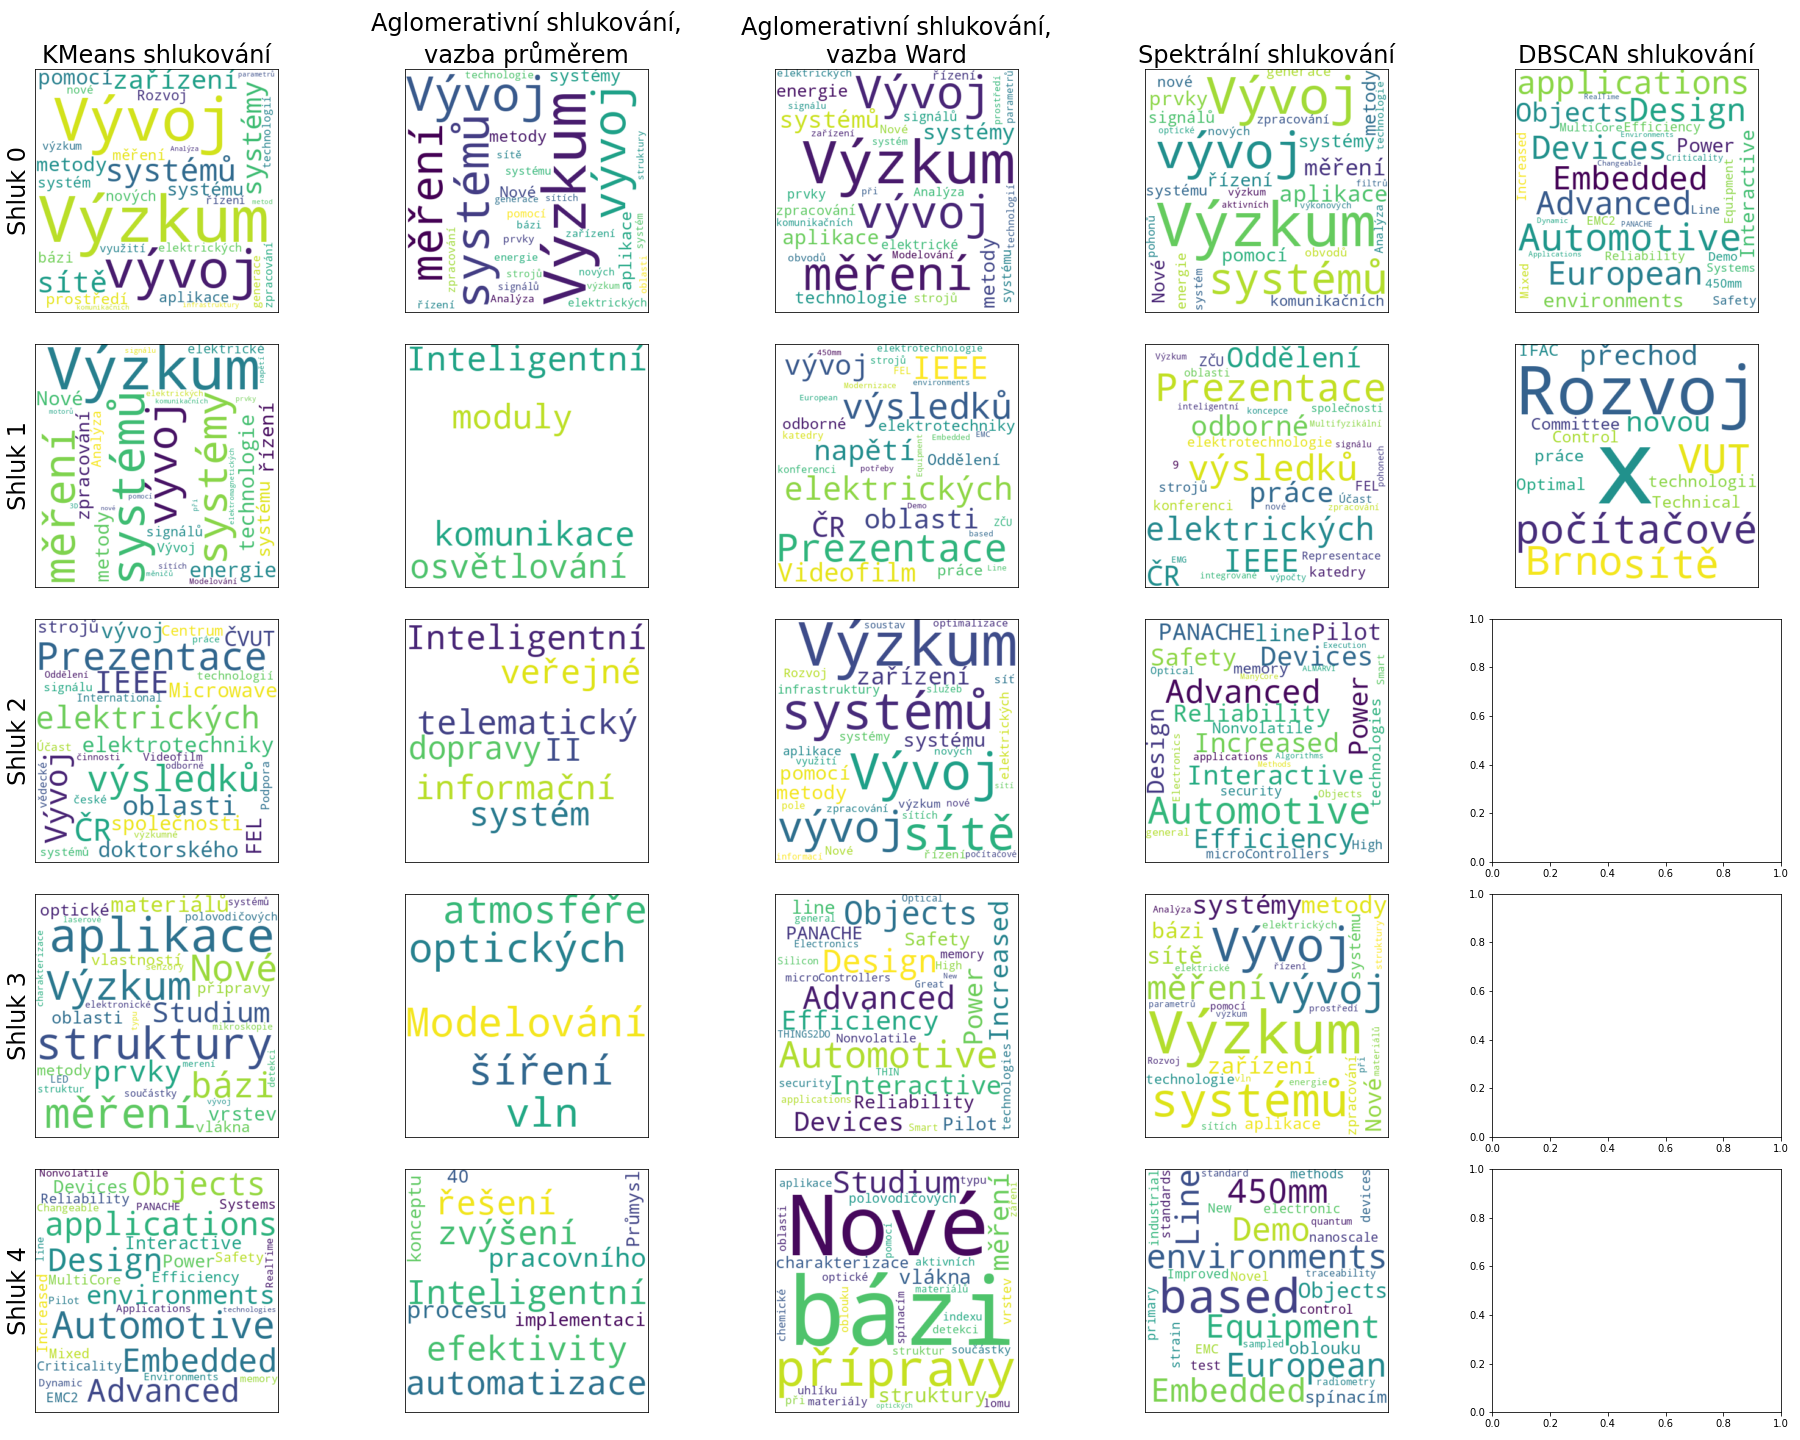 Aglomerativní shlukování, Aglomerativní shlukování,
KMeans shlukování vazba průměrem vazba Ward Spektrální shlukování DBSCAN shlukování
Shluk 0
pomocí zařízení parametrů
nové Rozvoj
Vývoj
systémy
technologií
výzkum měření Analýza
metody systémů
systém systému
nových řízení
Výzkum metod
využití elektrických
bázi vývoj
sítě
prostředí aplikace
generace
zpracování
komunikačních
technologie systémy
Vývoj
měření
systémů
metody
Výzkum
vývoj
struktury
sítě
systému
Nové
generace sítích
pomocí
bázi
prvky zařízení
aplikace
systém
oblasti
energie
zpracování
strojů nových
signálů výzkum
Analýza
řízení elektrických
elektrických Vývoj řízení
energie
signálu
prostředí
parametrů
systémů signálů
zařízení Nové systémy
systém
Výzkum
prvky při Analýza
zpracování vývoj
komunikačních
aplikace elektrické
obvodů Modelování
měření
metody
systému
technologií
technologie strojů
nové generace
Vývoj
metody
technologie
prvky
signálů zpracování
optické nových
vývoj systémy
měření
řízení filtrů
systému výzkum aplikace
aktivních výkonových
Výzkum
pohonů
Analýza
pomocí obvodů
Nové
energie
systém
systémů
komunikačních
applications
RealTime
Objects Design
MultiCore Efficiency
Environments
Increased
Devices Power
Changeable Criticality
Embedded
Equipment
Interactive
Advanced Line
Dynamic EMC2 PANACHE
Automotive
Applications Reliability Demo
European Systems
450mm
Mixed
environments Safety
Shluk 1
signálu elektrické
Výzkum
napětí
Nové elektrických
komunikačních prvky
motorů
měření
zpracování
Analýza
systémů
vývoj
systémy
technologie
řízení
systému
elektromagnetických
pomocí
3D nové při
metody
signálů
Vývoj
sítích energie
měničů Modelování
Inteligentní
moduly
komunikace
osvětlování
450mm elektrotechnologie
vývoj strojů IEEE
FEL
Modernizace environments
European výsledků
odborné elektrotechniky
katedry Embedded EMC
napětí Oddělení
Equipment
konferenci potřeby
elektrických
Demo
ČR oblasti ZČU
based
Prezentace
Videofilm práce Line
Výzkum ZČU Oddělení
oblasti
Prezentace
inteligentní koncepce společnosti
odborné Multifyzikální
elektrotechnologie signálu
9 výsledků
pohonech
strojů práce FEL
Účast
konferenci nové zpracování
elektrických
EMG IEEE Representace
ČR integrované výpočty katedry
IFAC přechod
Rozvoj
Committee novou
Control
práce x VUT
Optimal technologii
Technical
počítačové
Brno sítě
Shluk 2
strojů vývoj Centrum
práce ČVUT
Prezentace
Oddělení IEEE technologií
signálu Microwave
International
elektrických
Účast elektrotechniky
činnosti Videofilm
odborné
vědecké
Vývoj
výsledků
české oblasti
Podpora
ČR společnosti
výzkumné
FEL
systémů doktorského
Inteligentní
veřejné
telematický
dopravy II
informační
systém
soustav optimalizace
Výzkum
Rozvoj zařízení síť
infrastruktury služeb
systémů
elektrických
systémy systému
aplikace nových
využití
pomocí Vývoj
metody sítí
pole zpracování výzkum nové
sítích
vývoj sítě
informací Nové řízení počítačové
PANACHE line Pilot
Execution
Safety Devices
Optical memory ALMARVI
ManyCore
Smart
Advanced
Reliability
Power
Nonvolatile
Increased
technologies
Design
Electronics
applications Algorithms
Methods
Interactive
security Objects
Automotive
general Efficiency High
microControllers
1.0
0.8
0.6
0.4
0.2
0.0
0.0 0.2 0.4 0.6 0.8 1.0
Shluk 3
optické materiálů systémů
laserové polovodičových
aplikace
charakterizace
vlastností
senzory Nové
Výzkum přípravy
elektronické
oblasti typu Studium
mikroskopie
struktury
metody prvky měření
LED
struktur součástky bázi
detekci
vývoj
měření vrstev
vlákna
atmosféře
optických
Modelování
šíření
vln
line Optical
general Objects
PANACHE
Electronics Safety
Increased
Silicon Design memory
High
microControllers New
Great
Advanced
Power
Efficiency
THINGS2DO Nonvolatile
Automotive
THIN
security Interactive
technologies
applications Reliability
Devices Smart Pilot
Analýza systémy metody
bázi elektrických
Vývoj
systému
struktury
sítě
elektrické řízení
měření vývoj
parametrů pomocí prostředí
výzkum
Výzkum
Rozvoj zařízení při
materiálů
technologie vln energie
systémů
zpracování
Nové
sítích aplikace
1.0
0.8
0.6
0.4
0.2
0.0
0.0 0.2 0.4 0.6 0.8 1.0
Shluk 4
Nonvolatile
Devices Objects
Reliability
Changeable PANACHE Systems
applications
line
Interactive
Design Power Safety
RealTime
MultiCore Efficiency
Pilot environments
Increased
Applications technologies
Automotive
Mixed
Criticality Embedded
Dynamic Environments memory
EMC2 Advanced
40
konceptu
řešení
Průmysl
zvýšení
pracovního
Inteligentní
procesu implementaci
efektivity
automatizace
aplikace Studium typu
polovodičových
oblasti
Nové
pomocí
měření
záření
charakterizace aktivních
optické vlákna
chemické
bázi
materiálů
vrstev
oblouku
spínacím
indexu
detekci
struktur součástky
přípravy
uhlíku struktury
při materiály lomu
optických
industrial
standards
Line
standard methods
450mm
devices
New electronic
Demo quantum
nanoscale
environments
Improved Novel traceability
based Objects
control
primary
strain
Equipment
EMC sampled oblouku
test European
radiometry
Embedded spínacím
1.0
0.8
0.6
0.4
0.2
0.0
0.0 0.2 0.4 0.6 0.8 1.0